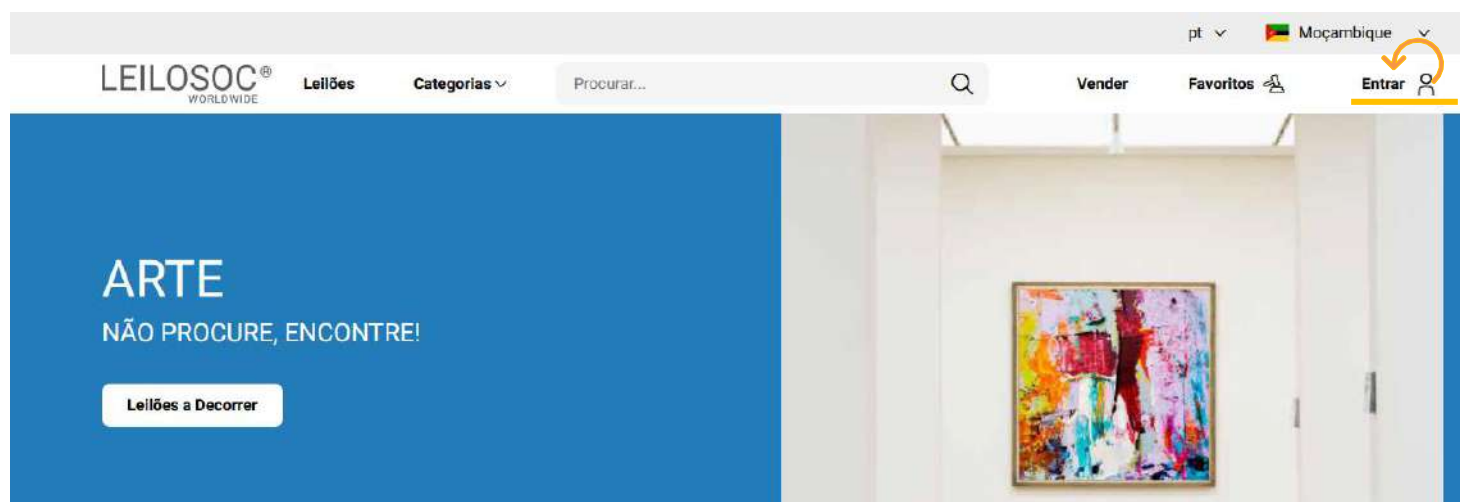 pt Moçambique
LEILOSOC® Leilões Categorias Procurar... Vender Favoritos Entrar
WORLDWIDE
ARTE
NÃO PROCURE, ENCONTRE!
Leilões a Decorrer